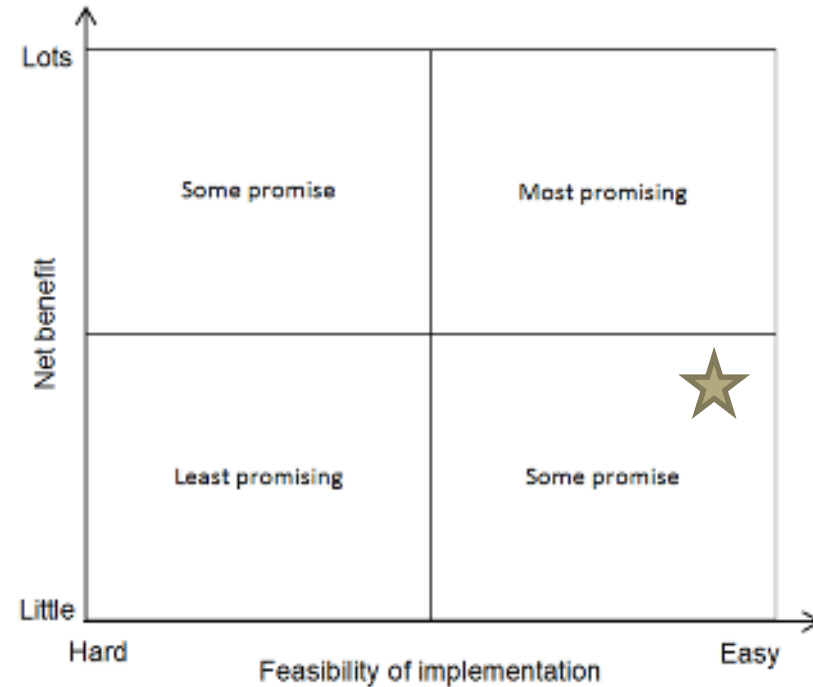 Lots
Some promise
Most promising
Net benefit
Least promising
Some promise
Little
Hard
Easy
Feasibility of implementation